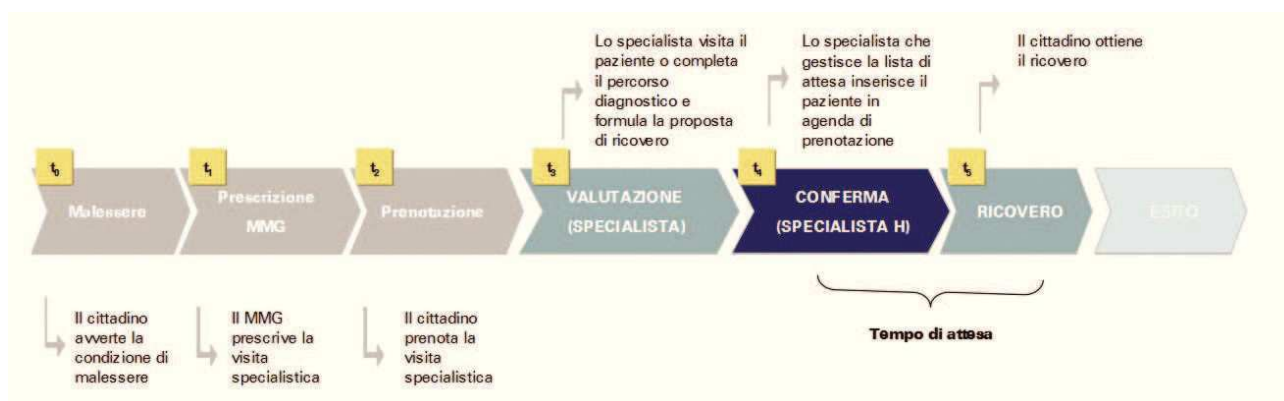 Lo specialista visita il
paziente o completa
il percorso
diagnostico e
formula la proposta
di ricovero
Lo specialista che
gestisce la lista di
attesa inserisce il
paziente in
agenda di
prenotazione
Il cittadino ottiene
il ricovero
t0
Malessere
t1
Prescrizione
MMG
t2
Prenotazione
t3
VALUTAZIONE
(SPECIALISTA)
t4
CONFERMA
(SPECIALISTA H)
t5
RICOVERO
ESITO
Il cittadino
avverte la
condizione di
malessere
Il MMG
prescrive la
visita
specialistica
Il cittadino
prenota la
visita
specialistica
Tempo di attesa